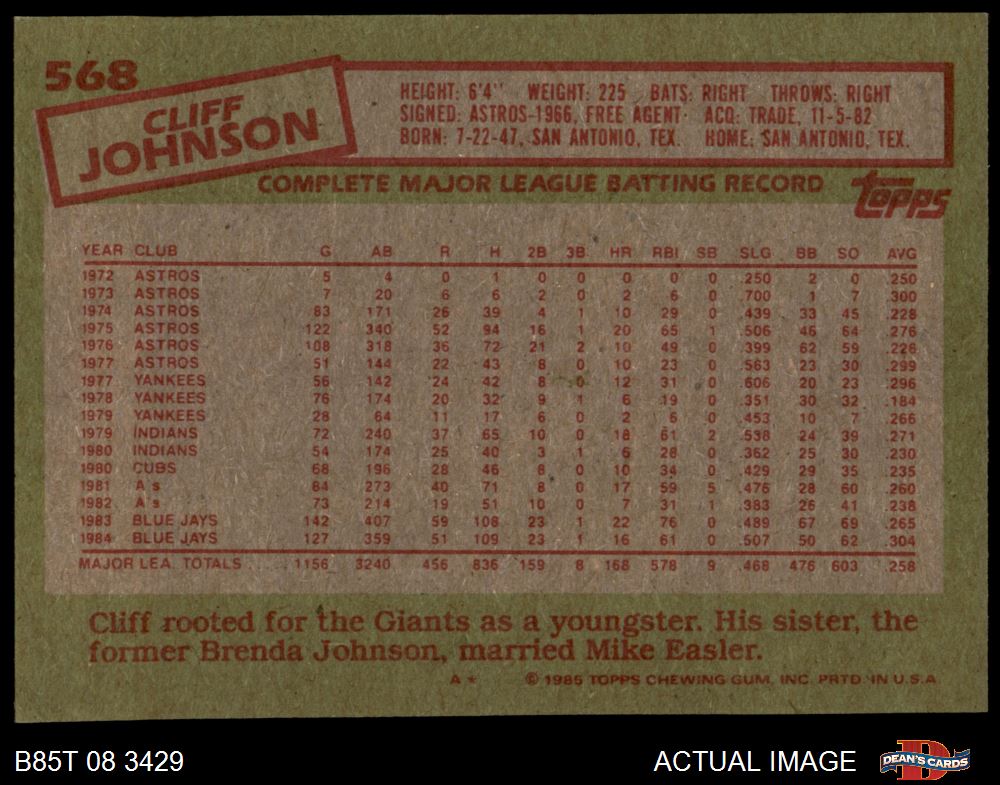 568
CLIFF
JOHNSON
HEIGHT: 6'4" WEIGHT: 225 BATS: RIGHT THROWS: RIGHT
SIGNED: ASTROS-1966, FREE AGENT· ACQ: TRADE, 11-5-82
BORN: 7-22-47, SAN ANTONIO, TEX. HOME: SAN ANTONIO, TEX.
COMPLETE MAJOR LEAGUE BATTING RECORD
topps
YEAR CLUB G AB R H 2B 3B HR RBI SB SLG BB SO AVG
1972 ASTROS 5 4 0 1 0 0 0 0 0 .250 2 0 .250
1973 ASTROS 7 20 6 6 2 0 2 6 0 .700 1 7 .300
1974 ASTROS 83 171 26 39 4 1 10 29 0 .439 33 45 .228
1975 ASTROS 122 340 52 94 16 1 20 65 1 .506 46 64 .276
1976 ASTROS 108 318 36 72 21 2 10 49 0 .399 62 59 .226
1977 ASTROS 51 144 22 43 8 0 10 23 0 .563 23 30 .299
1977 YANKEES 56 142 24 42 8 0 12 31 0 .606 20 23 .296
1978 YANKEES 76 174 20 32 9 1 6 19 0 .351 30 32 .184
1979 YANKEES 28 64 11 17 6 0 2 6 0 .453 10 7 .266
1979 INDIANS 72 240 37 65 10 0 18 61 2 .538 24 39 .271
1980 INDIANS 54 174 25 40 3 1 6 28 0 .362 25 30 .230
1980 CUBS 68 196 28 46 8 0 10 34 0 .429 29 35 .235
1981 A's 84 273 40 71 8 0 17 59 5 .476 28 60 .260
1982 A's 73 214 19 51 10 0 7 31 1 .383 26 41 .238
1983 BLUE JAYS 142 407 59 108 23 1 22 76 0 .489 67 69 .265
1984 BLUE JAYS 127 359 51 109 23 1 16 61 0 .507 50 62 .304
MAJOR LEA. TOTALS ..... 1156 3240 456 836 159 8 168 578 9 .468 476 603 .258
Cliff rooted for the Giants as a youngster. His sister, the
former Brenda Johnson, married Mike Easler.
A * © 1985 TOPPS CHEWING GUM, INC. PRTD. IN U.S.A.
B85T 08 3429 ACTUAL IMAGE D DEAN'S CARDS